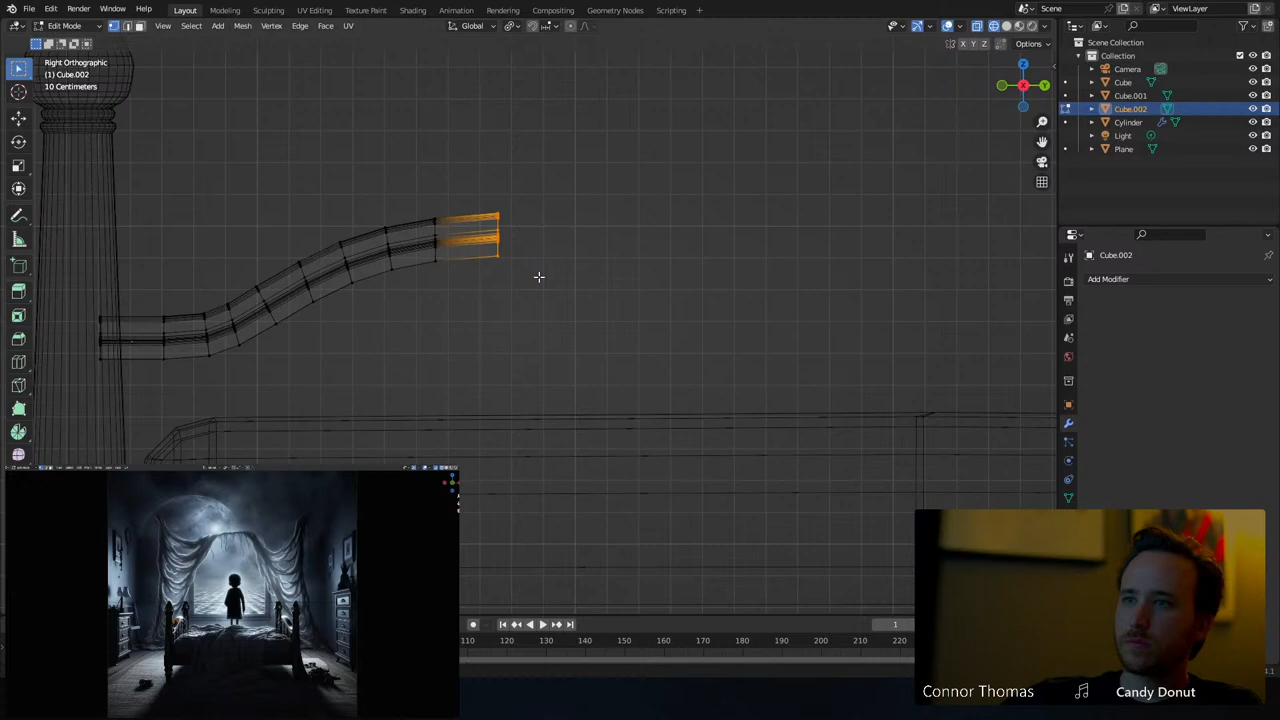 File Edit Render Window Help Layout Modeling Sculpting UV Editing Texture Paint Shading Animation Rendering Compositing Geometry Nodes Scripting Scene ViewLayer
Edit Mode View Select Add Mesh Vertex Edge Face UV Global
X Y Z Options
Right Orthographic
(1) Cube.002
10 Centimeters
Z
Y
Scene Collection
Collection
Camera
Cube
Cube.001
Cube.002
Cylinder
Light
Plane
Cube.002
Add Modifier
1
110 120 130 140 150 160 170 180 190 200 210 220
Connor Thomas Candy Donut